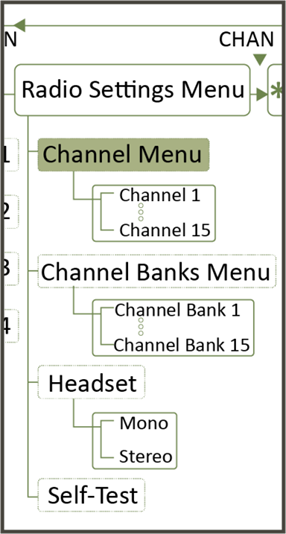 N
CHAN
Radio Settings Menu
*
1
Channel Menu
Channel 1
2
Channel 15
3
Channel Banks Menu
Channel Bank 1
4
Channel Bank 15
Headset
Mono
Stereo
Self-Test